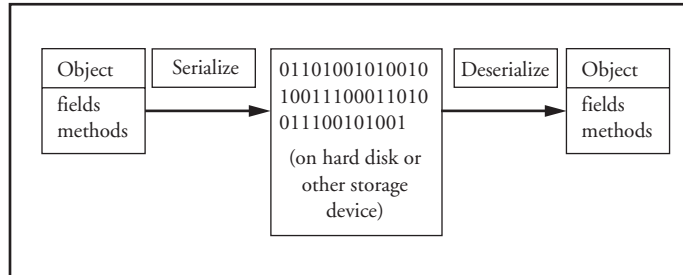 Object
fields
methods
Serialize
01101001010010
10011100011010
011100101001
(on hard disk or
other storage
device)
Deserialize
Object
fields
methods